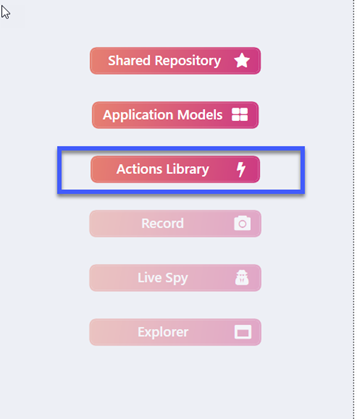 Shared Repository
Application Models
Actions Library
Record
Live Spy
Explorer